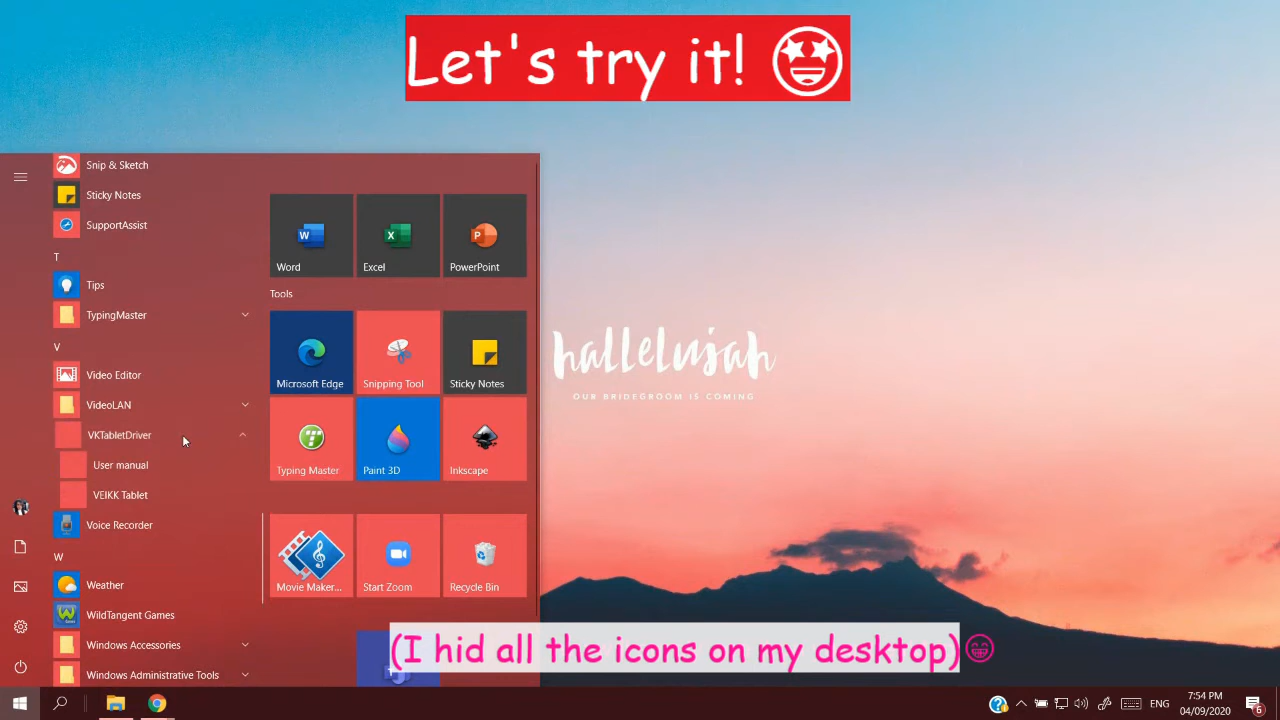 Let's try it! 🤩
Snip & Sketch
Sticky Notes
SupportAssist
T
Tips
TypingMaster
V
Video Editor
VideoLAN
VKTabletDriver
User manual
VEIKK Tablet
Voice Recorder
W
Weather
WildTangent Games
Windows Accessories
Windows Administrative Tools
Word
Excel
PowerPoint
Tools
Microsoft Edge
Snipping Tool
Sticky Notes
Typing Master
Paint 3D
Inkscape
Movie Maker...
Start Zoom
Recycle Bin
hallelujah
OUR BRIDEGROOM IS COMING
(I hid all the icons on my desktop)😁
ENG
7:54 PM
04/09/2020
6